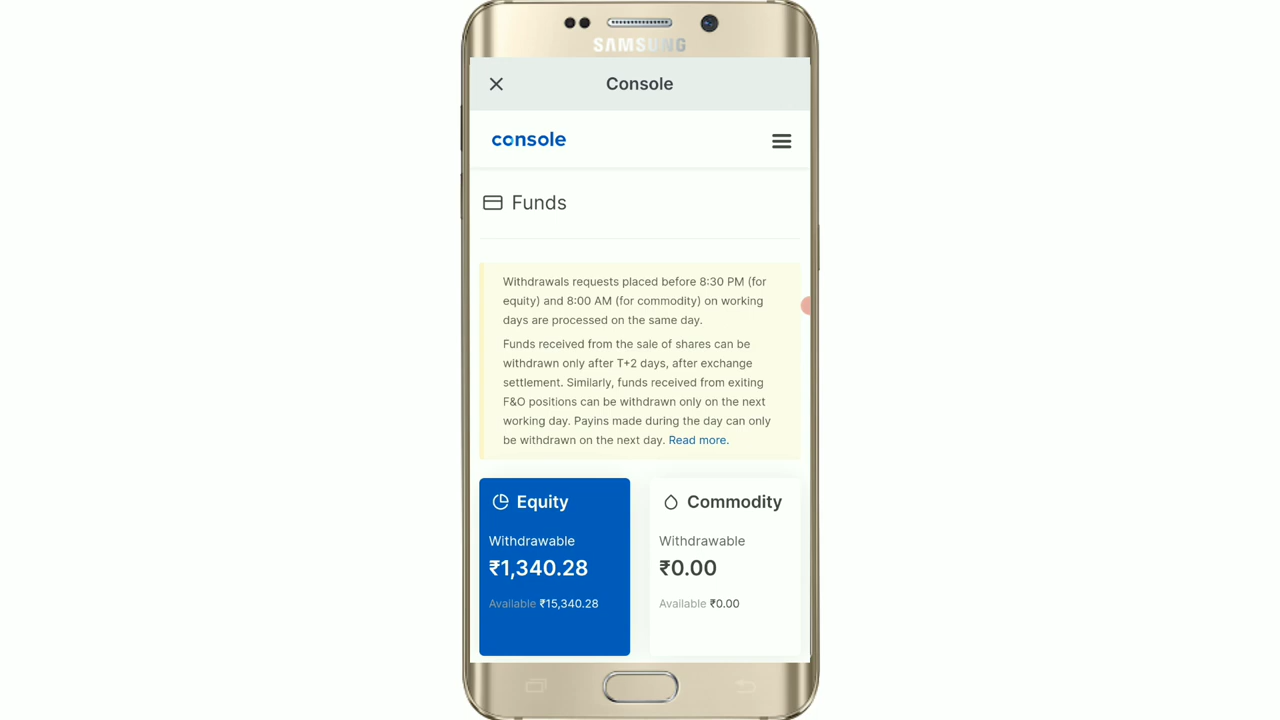 SAMSUNG
Console
console
Funds
Withdrawals requests placed before 8:30 PM (for
equity) and 8:00 AM (for commodity) on working
days are processed on the same day.
Funds received from the sale of shares can be
withdrawn only after T+2 days, after exchange
settlement. Similarly, funds received from exiting
F&O positions can be withdrawn only on the next
working day. Payins made during the day can only
be withdrawn on the next day. Read more.
Equity
Withdrawable
₹1,340.28
Available ₹15,340.28
Commodity
Withdrawable
₹0.00
Available ₹0.00